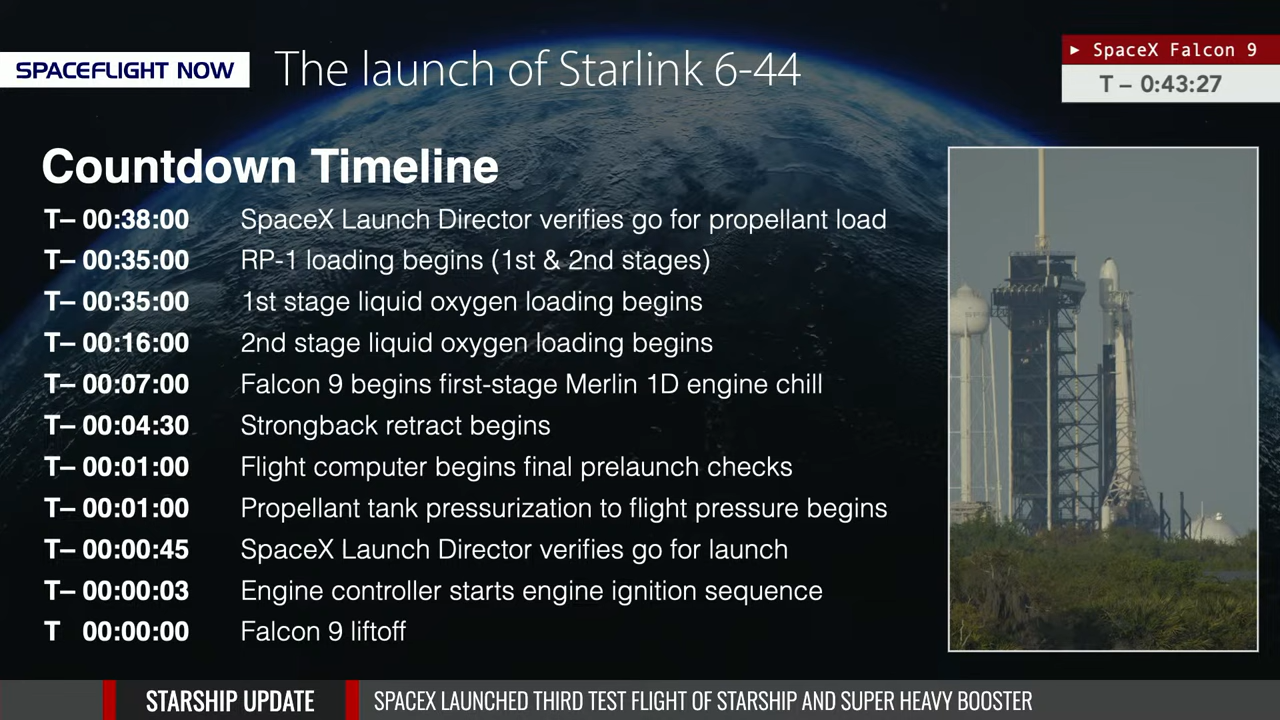 SPACEFLIGHT NOW
The launch of Starlink 6-44
▶ SpaceX Falcon 9
T – 0:43:27
Countdown Timeline
T– 00:38:00 SpaceX Launch Director verifies go for propellant load
T– 00:35:00 RP-1 loading begins (1st & 2nd stages)
T– 00:35:00 1st stage liquid oxygen loading begins
T– 00:16:00 2nd stage liquid oxygen loading begins
T– 00:07:00 Falcon 9 begins first-stage Merlin 1D engine chill
T– 00:04:30 Strongback retract begins
T– 00:01:00 Flight computer begins final prelaunch checks
T– 00:01:00 Propellant tank pressurization to flight pressure begins
T– 00:00:45 SpaceX Launch Director verifies go for launch
T– 00:00:03 Engine controller starts engine ignition sequence
T 00:00:00 Falcon 9 liftoff
STARSHIP UPDATE SPACEX LAUNCHED THIRD TEST FLIGHT OF STARSHIP AND SUPER HEAVY BOOSTER